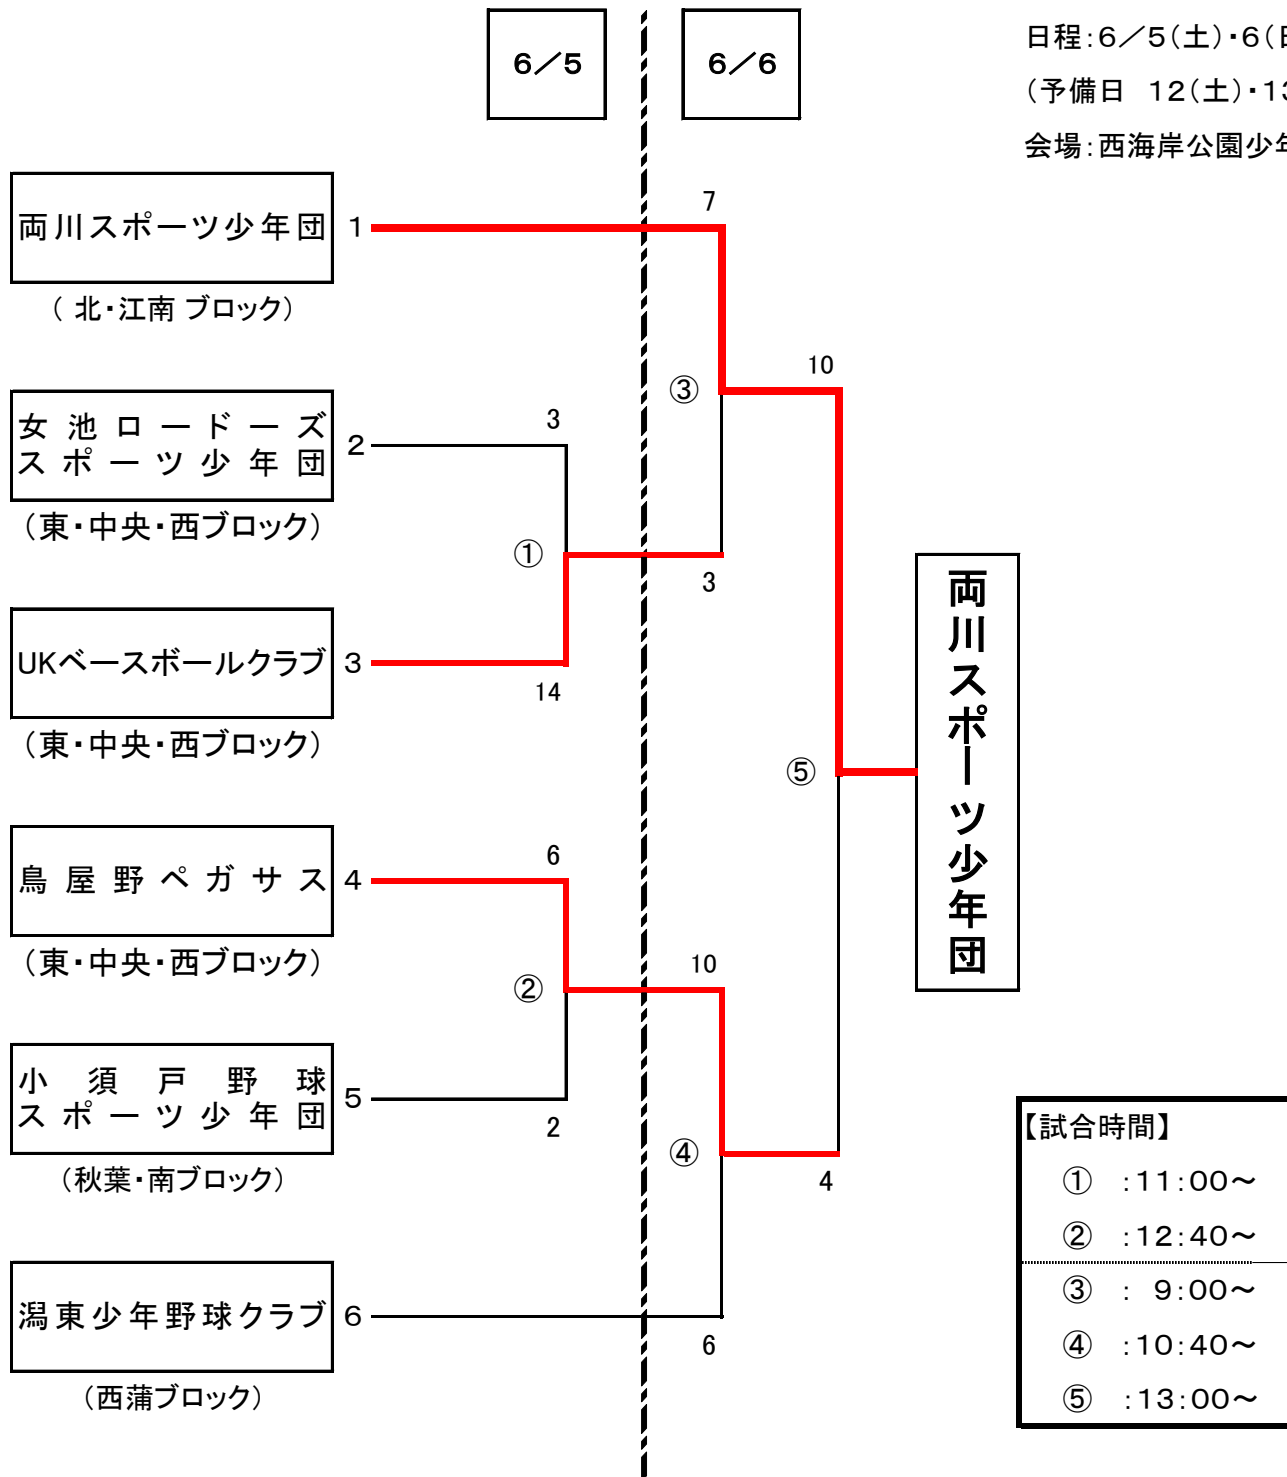 6／5
6／6
日程：6／5（土）・6（日
（予備日　12（土）・13
会場：西海岸公園少年
両川スポーツ少年団
1
7
（ 北・江南 ブロック）
10
③
女池ロードーズ
スポーツ少年団
2
3
（東・中央・西ブロック）
①
3
UKベースボールクラブ
3
14
（東・中央・西ブロック）
両川スポーツ少年団
⑤
鳥屋野ペガサス
4
6
（東・中央・西ブロック）
②
10
小須戸野球
スポーツ少年団
5
2
④
4
（秋葉・南ブロック）
潟東少年野球クラブ
6
6
（西蒲ブロック）
【試合時間】
① ：11：00～
② ：12：40～
③ ： 9：00～
④ ：10：40～
⑤ ：13：00～